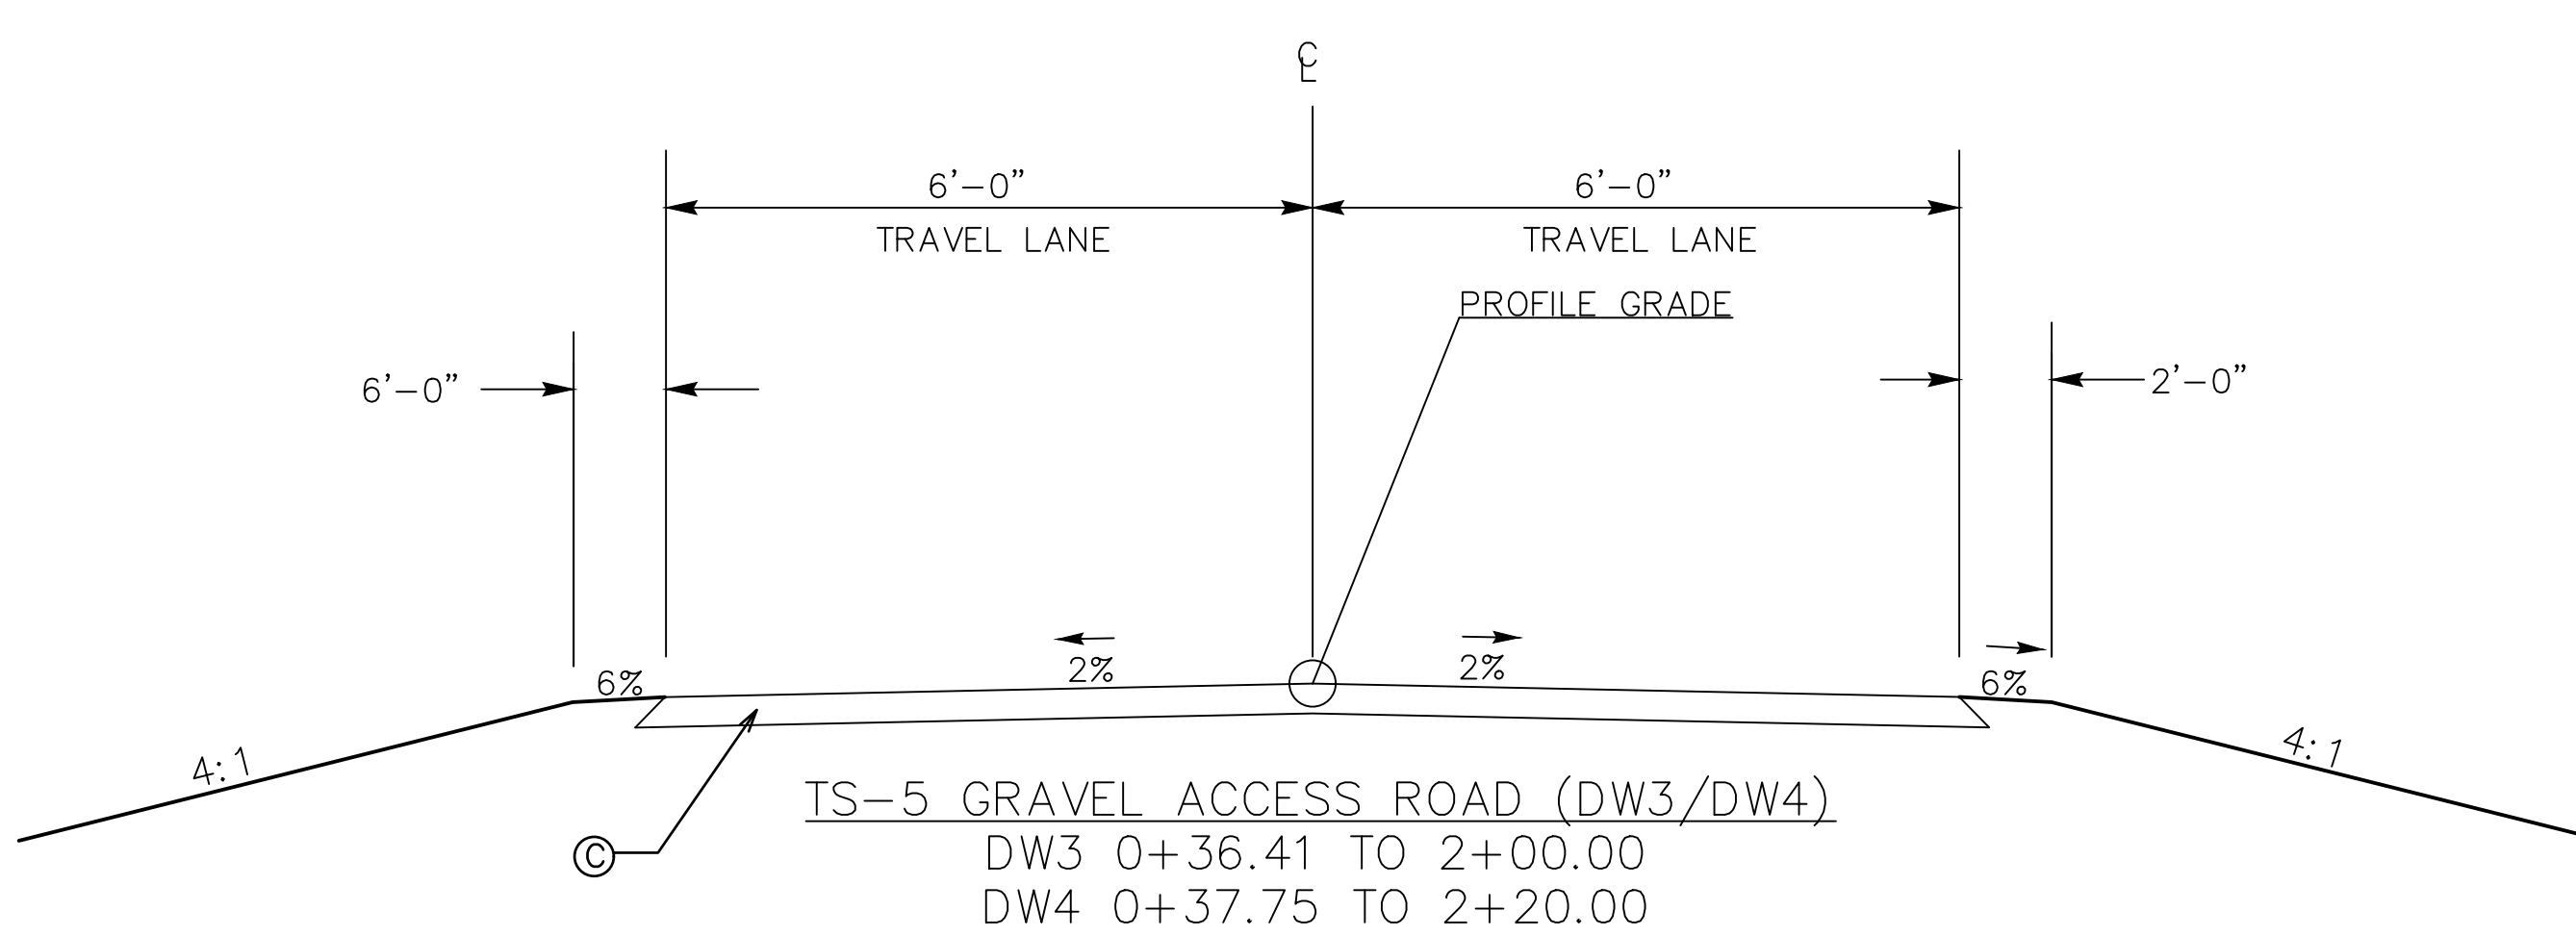 ℄
6'-0" 6'-0"
TRAVEL LANE TRAVEL LANE
PROFILE GRADE
6'-0" 2'-0"
6% 2% 2% 6%
4:1 4:1
TS-5 GRAVEL ACCESS ROAD (DW3/DW4)
C DW3 0+36.41 TO 2+00.00
DW4 0+37.75 TO 2+20.00